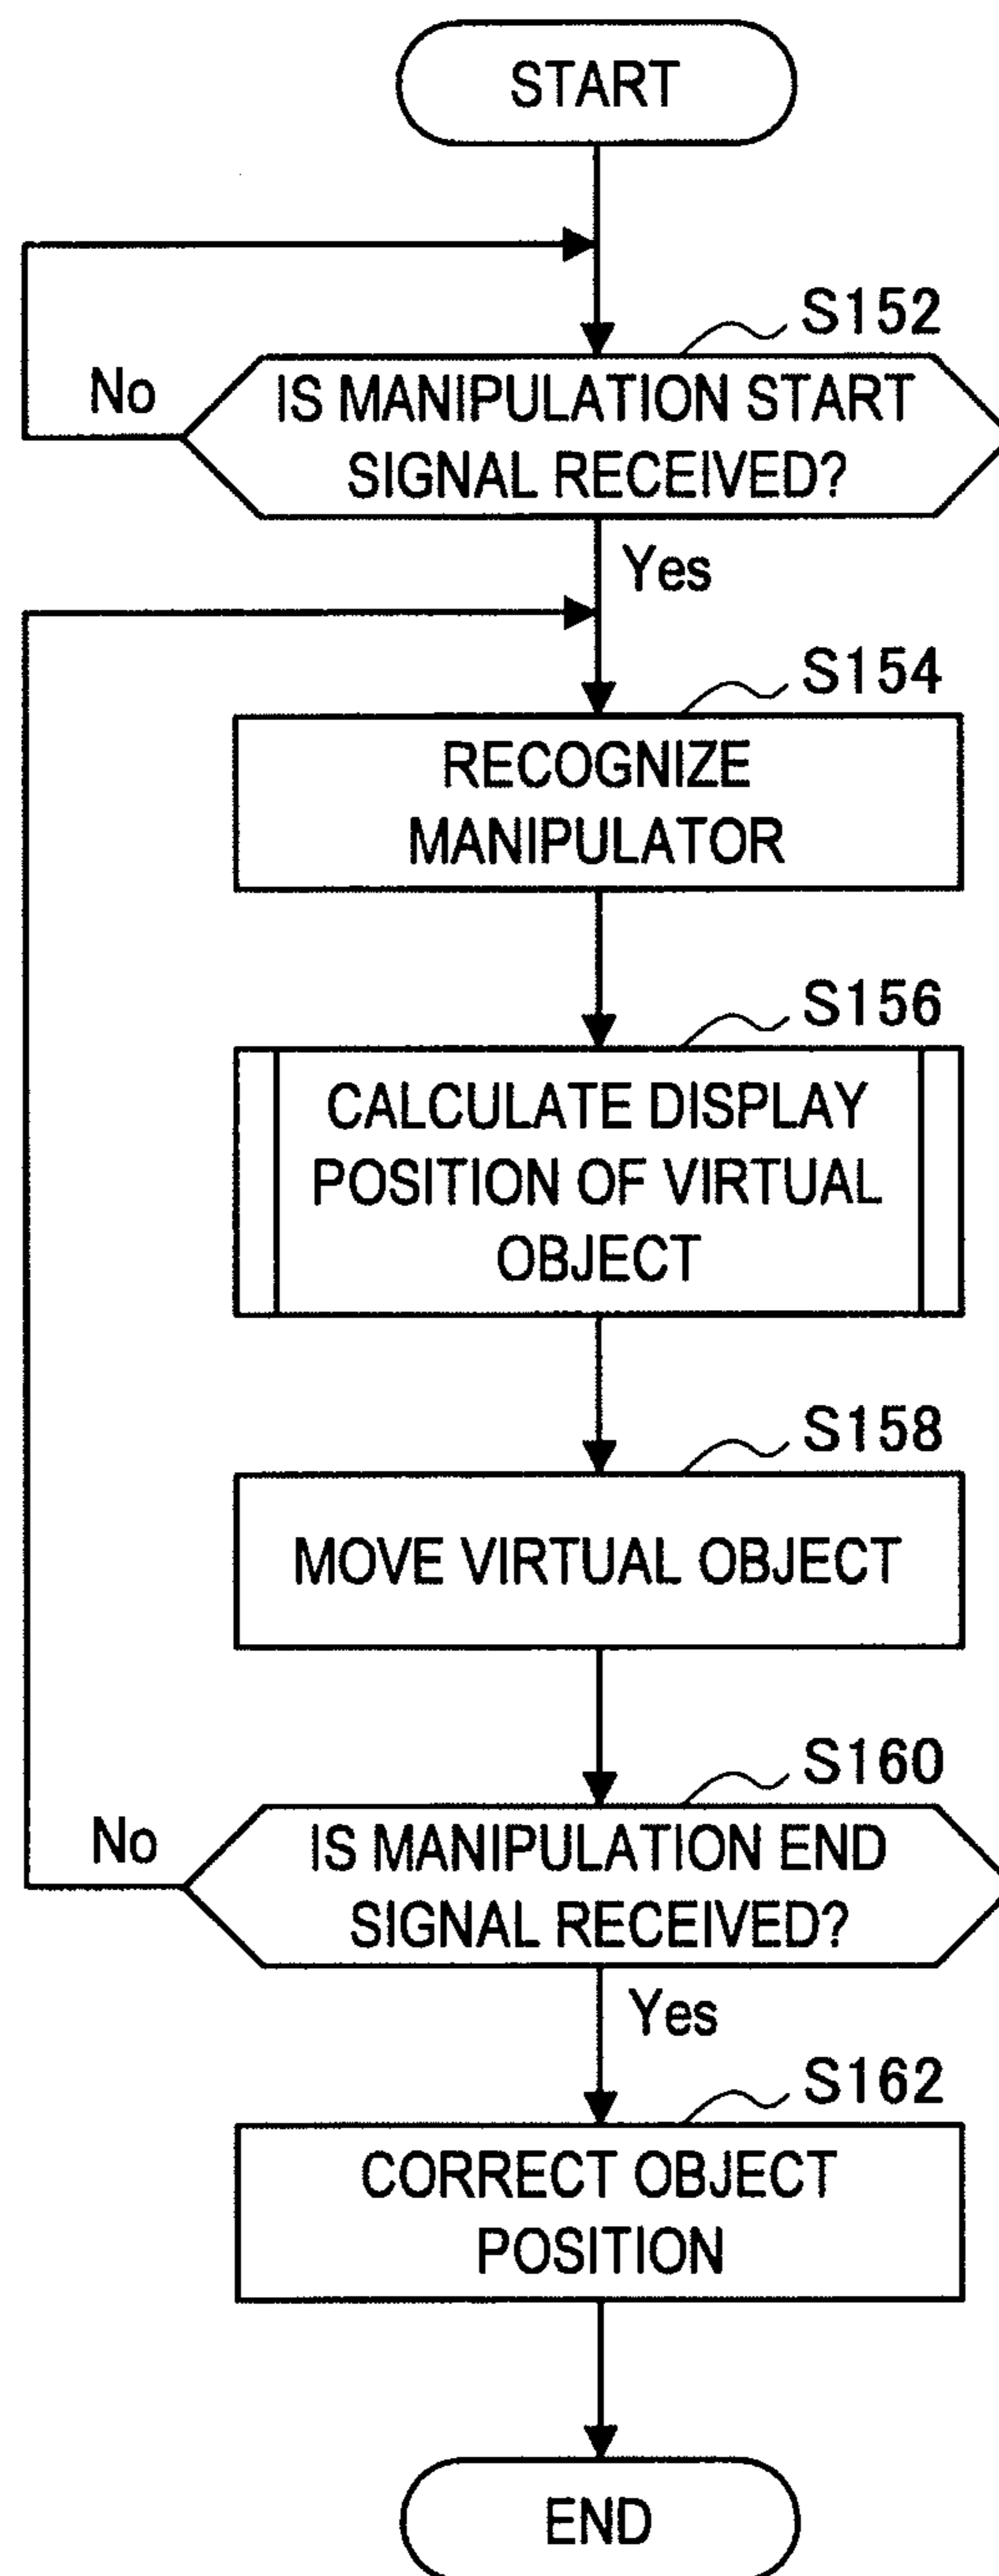 START
S152
No
IS MANIPULATION START
SIGNAL RECEIVED?
Yes
S154
RECOGNIZE
MANIPULATOR
S156
CALCULATE DISPLAY
POSITION OF VIRTUAL
OBJECT
S158
MOVE VIRTUAL OBJECT
S160
No
IS MANIPULATION END
SIGNAL RECEIVED?
Yes
S162
CORRECT OBJECT
POSITION
END